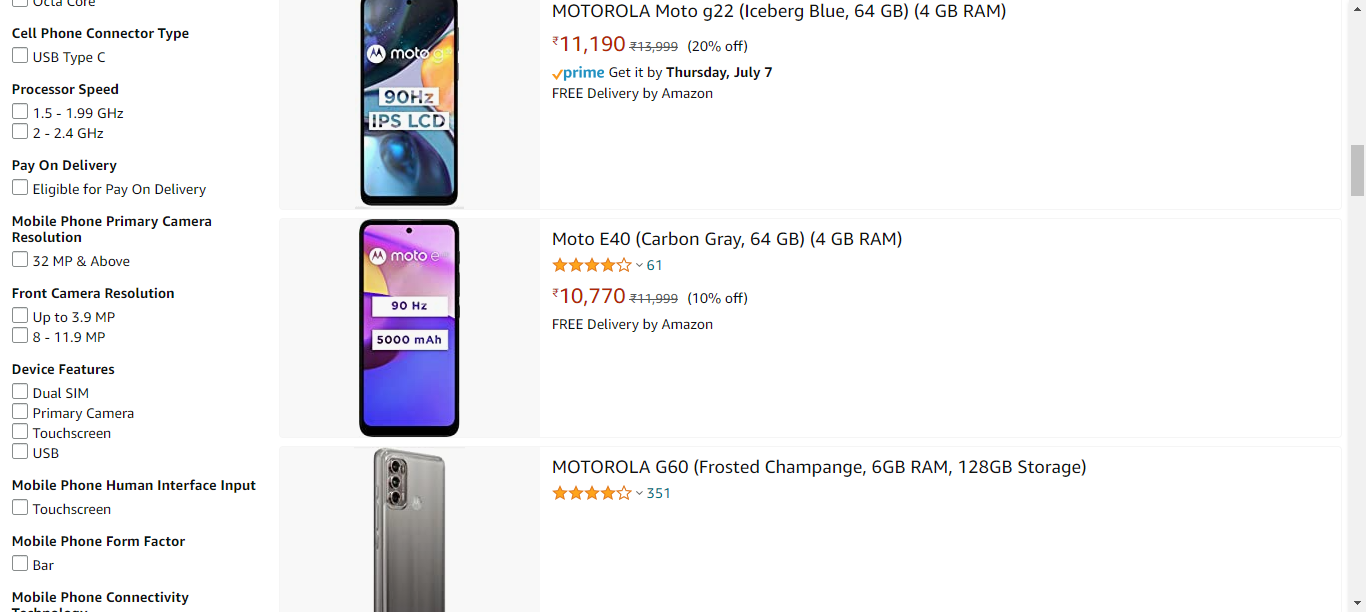 Octa Core
Cell Phone Connector Type
USB Type C
Processor Speed
1.5 - 1.99 GHz
2 - 2.4 GHz
Pay On Delivery
Eligible for Pay On Delivery
Mobile Phone Primary Camera
Resolution
32 MP & Above
Front Camera Resolution
Up to 3.9 MP
8 - 11.9 MP
Device Features
Dual SIM
Primary Camera
Touchscreen
USB
Mobile Phone Human Interface Input
Touchscreen
Mobile Phone Form Factor
Bar
Mobile Phone Connectivity
Technology
moto g22
90Hz
IPS LCD
MOTOROLA Moto g22 (Iceberg Blue, 64 GB) (4 GB RAM)
₹11,190 ₹13,999 (20% off)
prime Get it by Thursday, July 7
FREE Delivery by Amazon
moto e
90 Hz
5000 mAh
Moto E40 (Carbon Gray, 64 GB) (4 GB RAM)
61
₹10,770 ₹11,999 (10% off)
FREE Delivery by Amazon
MOTOROLA G60 (Frosted Champange, 6GB RAM, 128GB Storage)
351